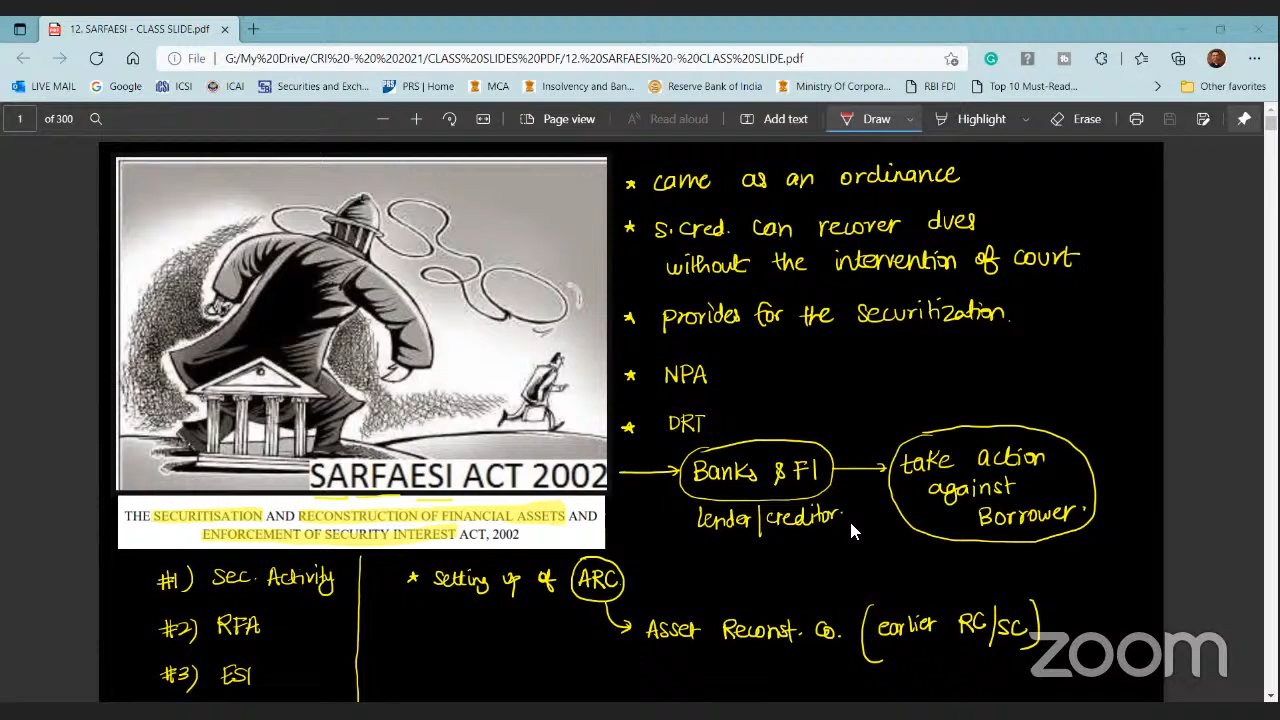 12. SARFAESI - CLASS SLIDE.pdf
File G:/My%20Drive/CRI%20-%20%202021/CLASS%20SLIDES%20PDF/12.%20SARFAESI%20-%20CLASS%20SLIDE.pdf
LIVE MAIL Google ICSI ICAI Securities and Exch... PRS | Home MCA Insolvency and Ban... Reserve Bank of India Ministry Of Corpora... RBI FDI Top 10 Must-Read... Other favorites
1 of 300 Page view Read aloud Add text Draw Highlight Erase
* came as an ordinance
* S.cred. can recover dues
without the intervention of court
* provides for the securitization.
* NPA
* DRT
SARFAESI ACT 2002
Banks & FI
take action
against
Borrower.
lender/creditor.
THE SECURITISATION AND RECONSTRUCTION OF FINANCIAL ASSETS AND
ENFORCEMENT OF SECURITY INTEREST ACT, 2002
#1) Sec. Activity
#2) RFA
#3) ESI
* Setting up of ARC
Asset Reconst. Co. (earlier RC/SC)
zoom